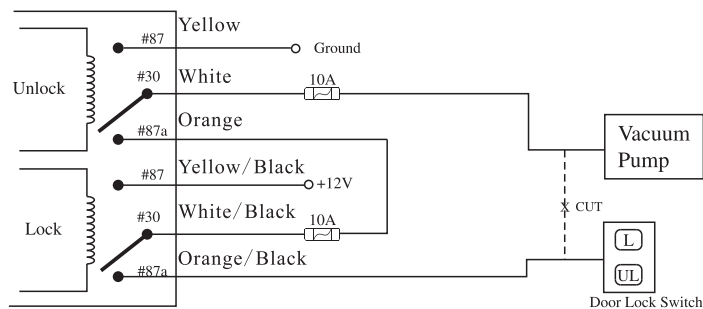 Yellow
#87
Ground
#30
White
10A
Unlock
#87a
Orange
Vacuum
Pump
#87
Yellow/Black
+12V
X CUT
#30
White/Black
10A
Lock
L
#87a
Orange/Black
UL
Door Lock Switch